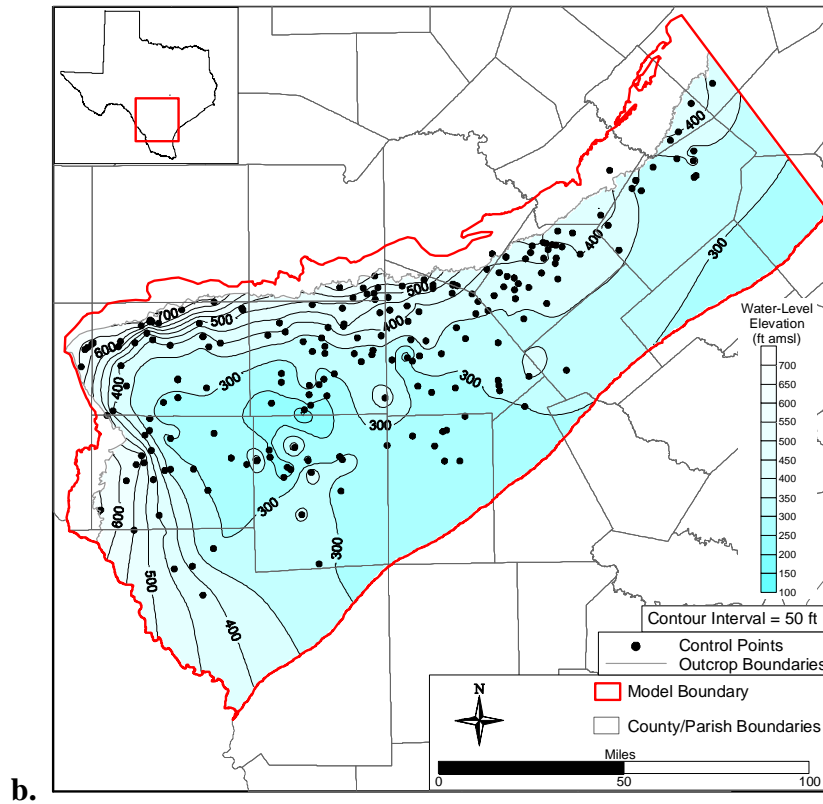 400
300
400
500
700
500
600
400
400
300
300
300
300
600
300
500
400
Water-Level
Elevation
(ft amsl)
700
650
600
550
500
450
400
350
300
250
200
150
100
Contour Interval = 50 ft
Control Points
Outcrop Boundaries
N
Model Boundary
County/Parish Boundaries
Miles
0 50 100
b.